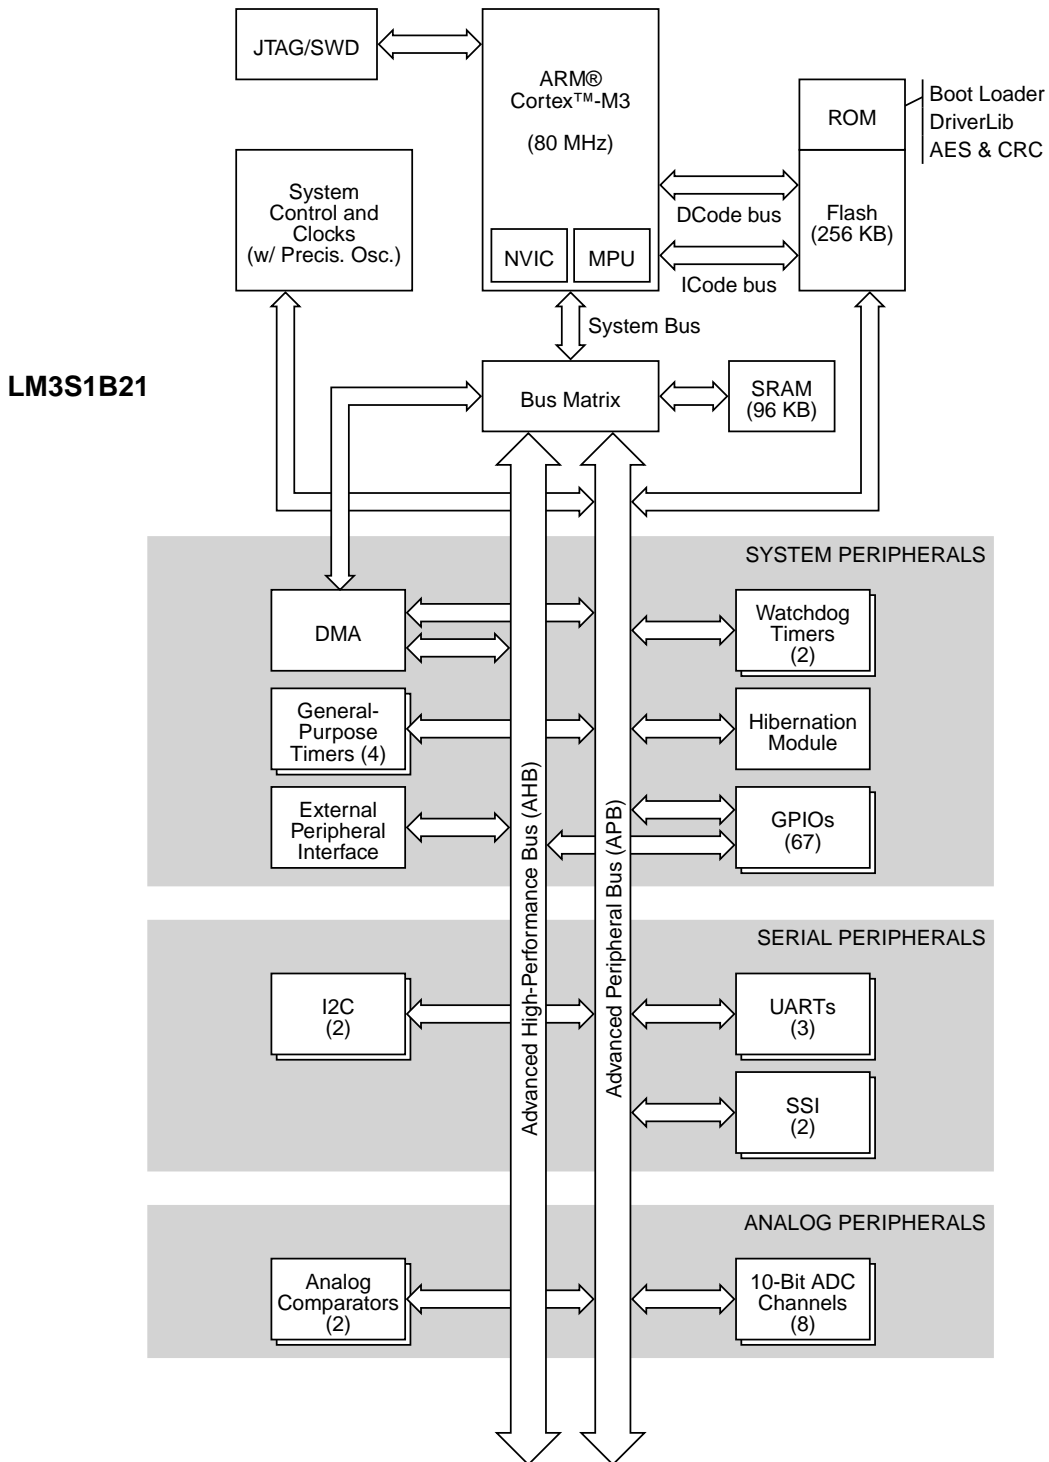 JTAG/SWD
ARM®
Cortex™-M3
(80 MHz)
NVIC
MPU
ROM
Boot Loader
DriverLib
AES & CRC
System
Control and
Clocks
(w/ Precis. Osc.)
DCode bus
Flash
(256 KB)
ICode bus
System Bus
LM3S1B21
Bus Matrix
SRAM
(96 KB)
SYSTEM PERIPHERALS
DMA
Watchdog
Timers
(2)
General-
Purpose
Timers (4)
Hibernation
Module
External
Peripheral
Interface
GPIOs
(67)
Advanced High-Performance Bus (AHB)
Advanced Peripheral Bus (APB)
SERIAL PERIPHERALS
I2C
(2)
UARTs
(3)
SSI
(2)
ANALOG PERIPHERALS
Analog
Comparators
(2)
10-Bit ADC
Channels
(8)